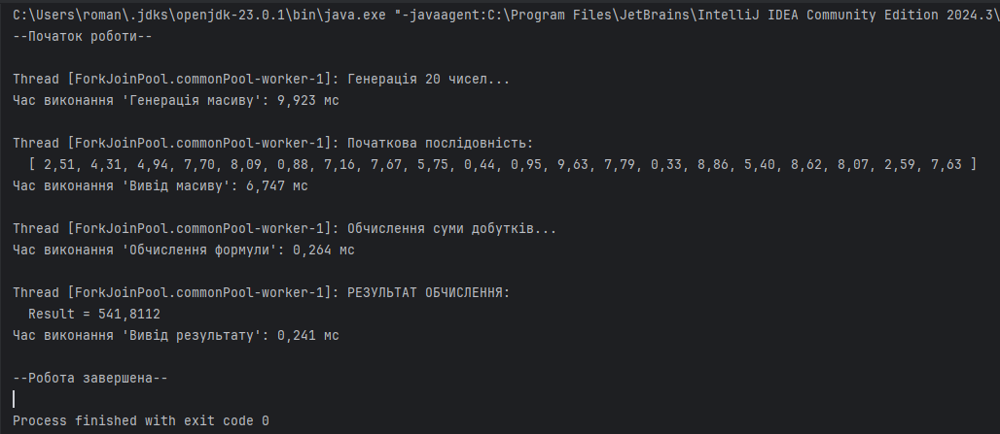 C:\Users\roman\.jdks\openjdk-23.0.1\bin\java.exe "-javaagent:C:\Program Files\JetBrains\IntelliJ IDEA Community Edition 2024.3\
--Початок роботи--
Thread [ForkJoinPool.commonPool-worker-1]: Генерація 20 чисел...
Час виконання 'Генерація масиву': 9,923 мс
Thread [ForkJoinPool.commonPool-worker-1]: Початкова послідовність:
[ 2,51, 4,31, 4,94, 7,70, 8,09, 0,88, 7,16, 7,67, 5,75, 0,44, 0,95, 9,63, 7,79, 0,33, 8,86, 5,40, 8,62, 8,07, 2,59, 7,63 ]
Час виконання 'Вивід масиву': 6,747 мс
Thread [ForkJoinPool.commonPool-worker-1]: Обчислення суми добутків...
Час виконання 'Обчислення формули': 0,264 мс
Thread [ForkJoinPool.commonPool-worker-1]: РЕЗУЛЬТАТ ОБЧИСЛЕННЯ:
Result = 541,8112
Час виконання 'Вивід результату': 0,241 мс
--Робота завершена--
Process finished with exit code 0